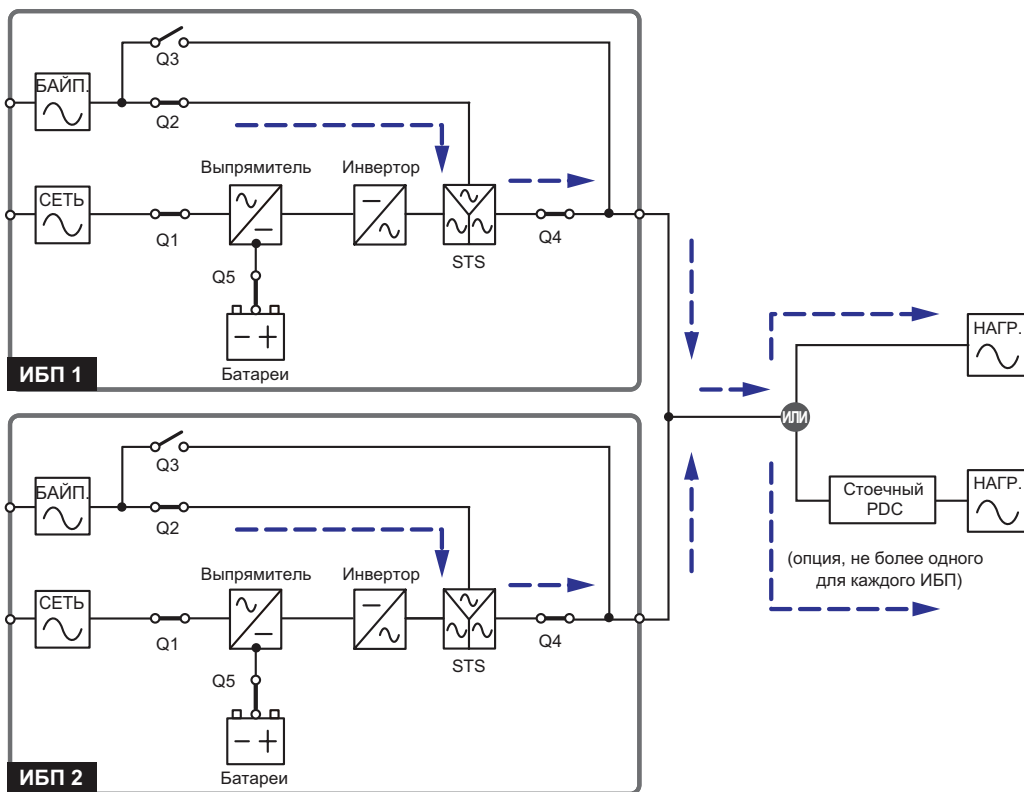 Q3
БАЙП.
Q2
Выпрямитель
Инвертор
СЕТЬ
Q1
Q4
STS
Q5
Батареи
ИБП 1
НАГР.
ИЛИ
Стоечный
PDC
НАГР.
(опция, не более одного
для каждого ИБП)
Q3
БАЙП.
Q2
Выпрямитель
Инвертор
СЕТЬ
Q1
Q4
STS
Q5
Батареи
ИБП 2